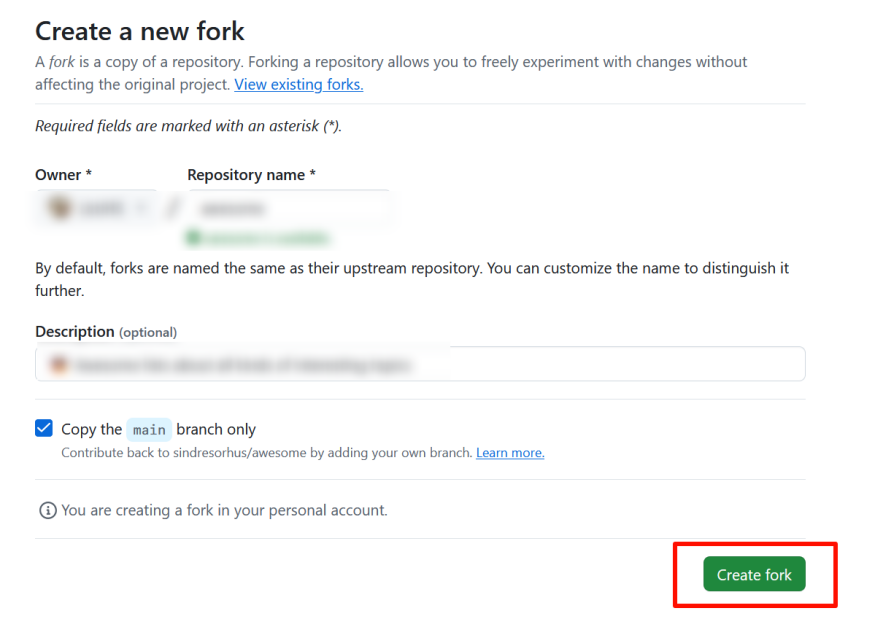 Create a new fork
A fork is a copy of a repository. Forking a repository allows you to freely experiment with changes without
affecting the original project. View existing forks.
Required fields are marked with an asterisk (*).
Owner * Repository name *
/
By default, forks are named the same as their upstream repository. You can customize the name to distinguish it
further.
Description (optional)
Copy the main branch only
Contribute back to sindresorhus/awesome by adding your own branch. Learn more.
You are creating a fork in your personal account.
Create fork